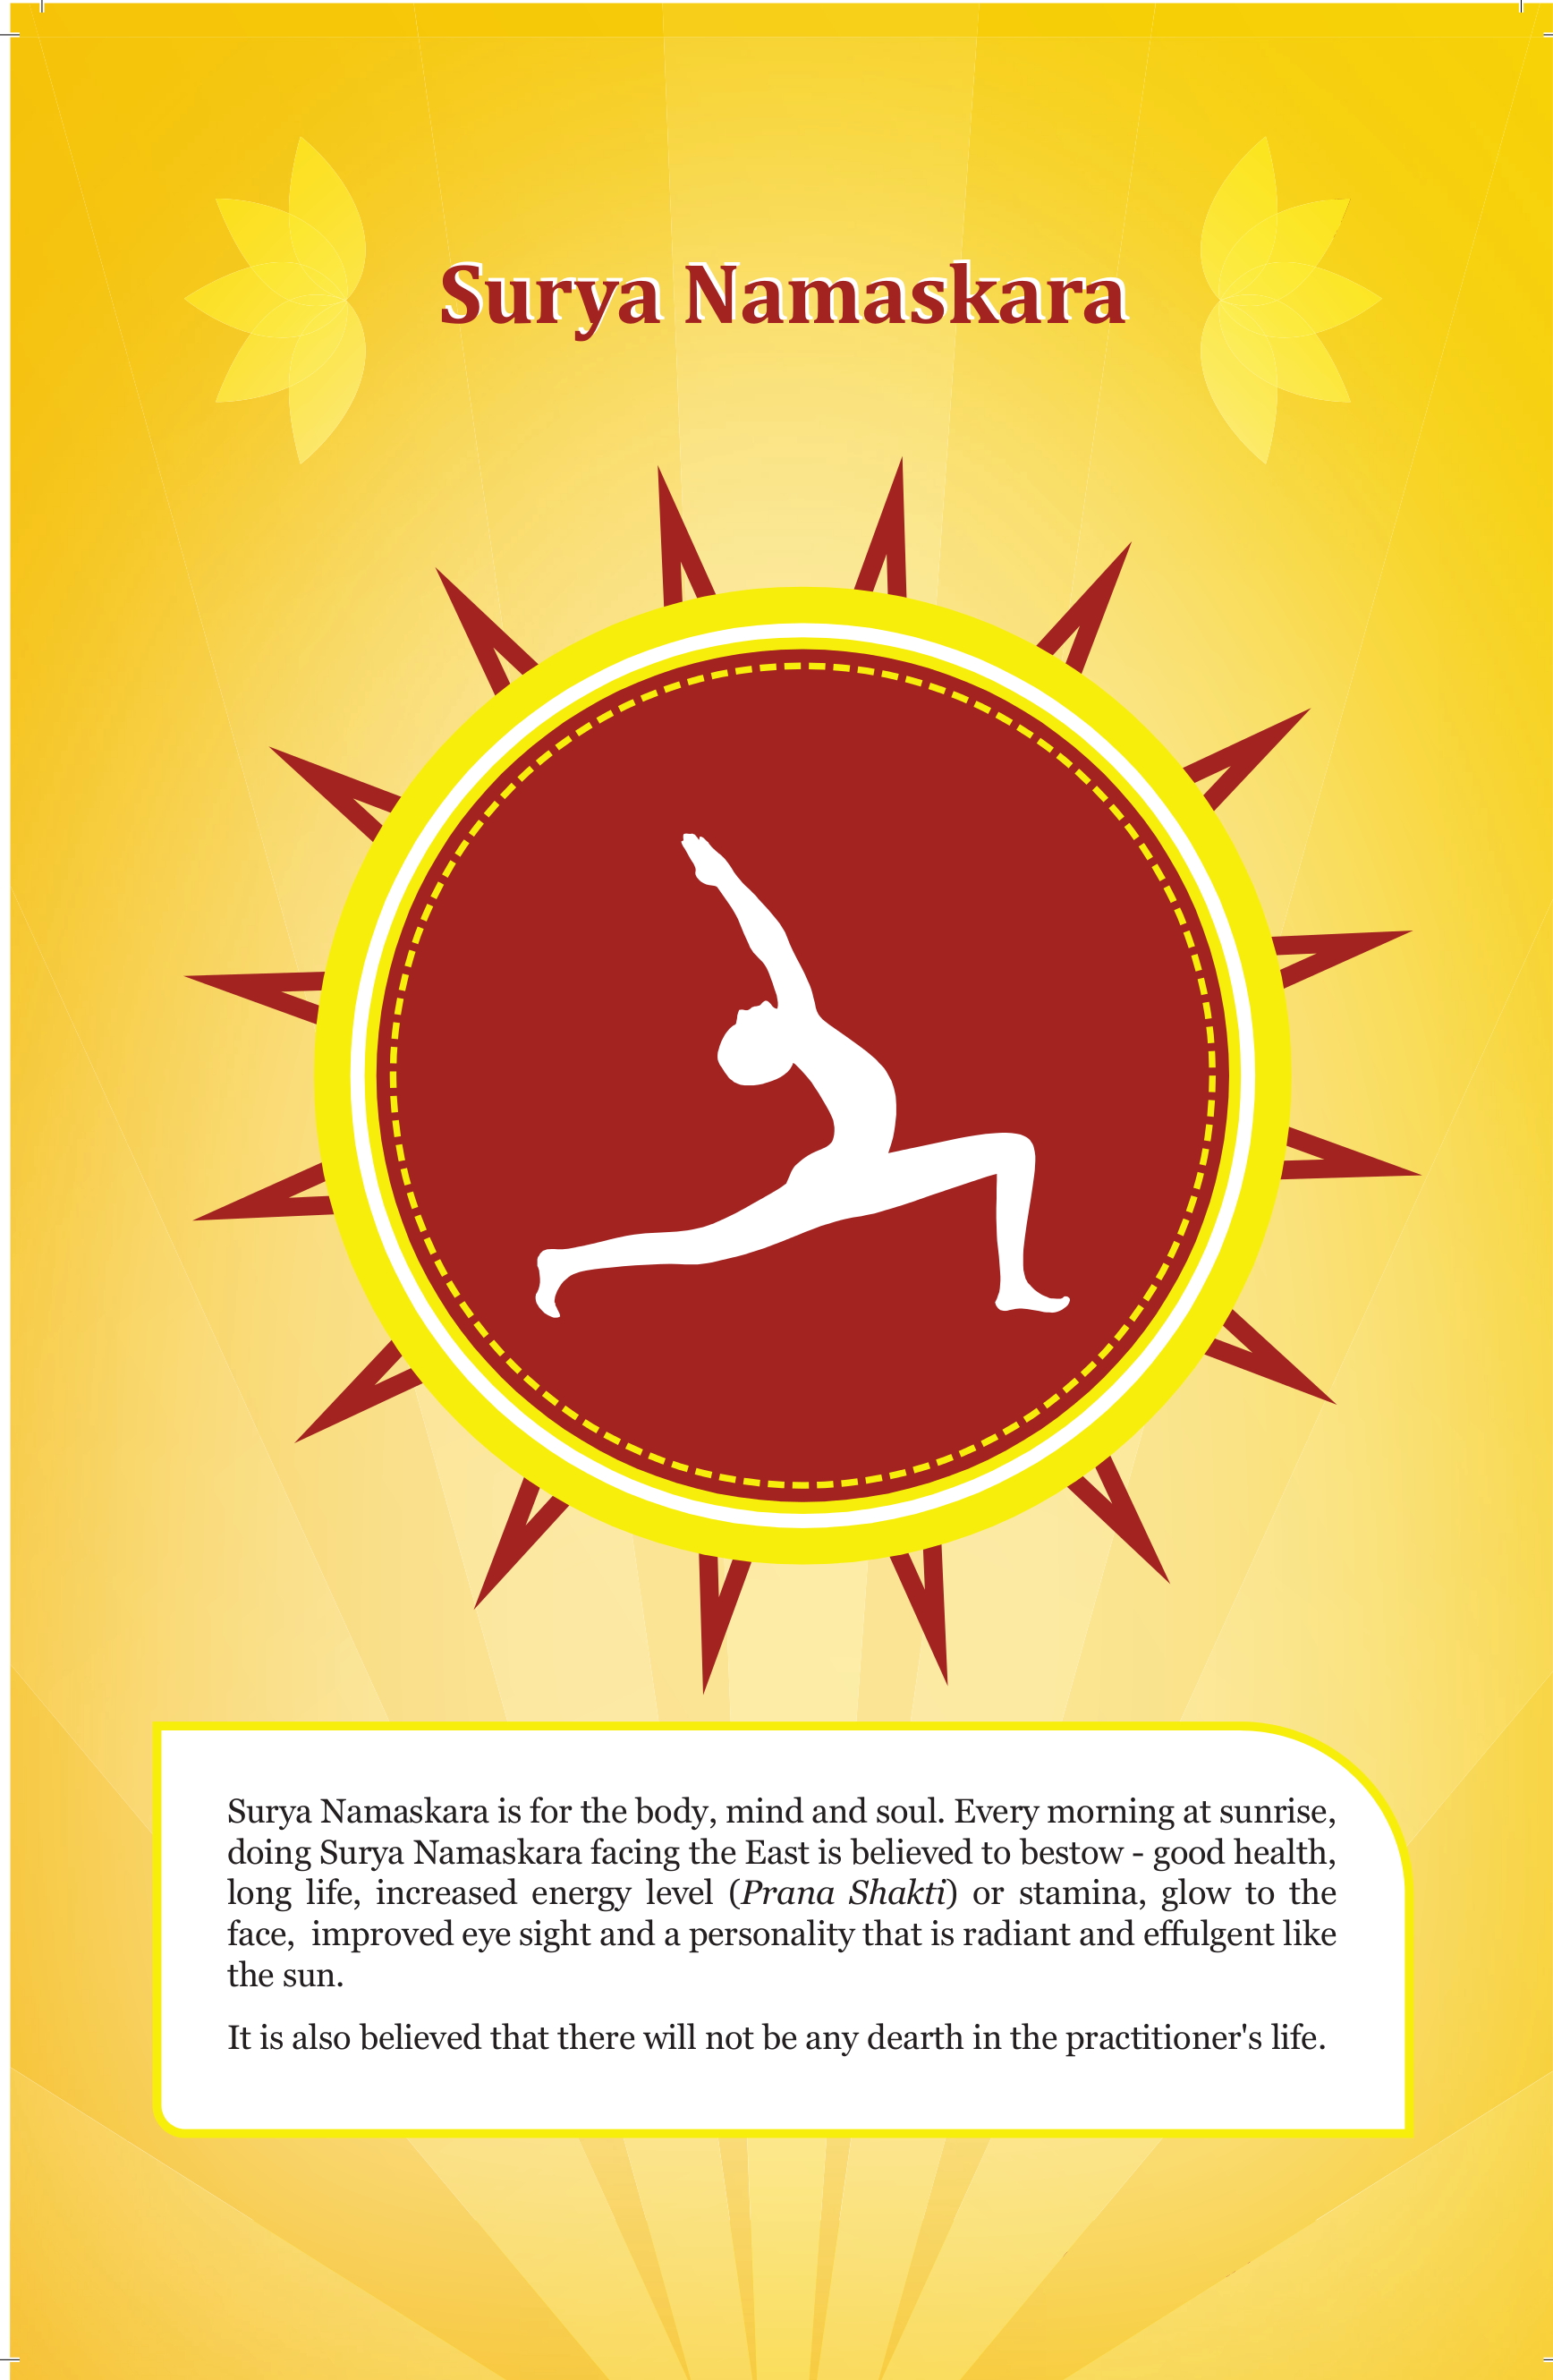 Surya Namaskara
Surya Namaskara is for the body, mind and soul. Every morning at sunrise,
doing Surya Namaskara facing the East is believed to bestow - good health,
long life, increased energy level (Prana Shakti) or stamina, glow to the
face,  improved eye sight and a personality that is radiant and effulgent like
the sun.
It is also believed that there will not be any dearth in the practitioner's life.